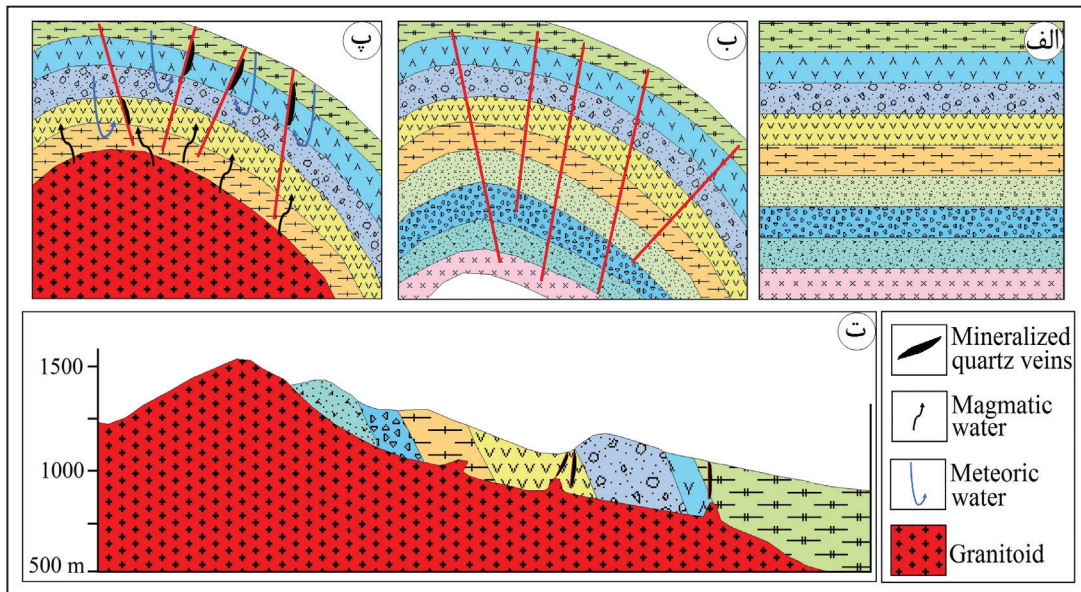 الف
ب
پ
ت
1500
1000
500 m
Mineralized
quartz veins
Magmatic
water
Meteoric
water
Granitoid